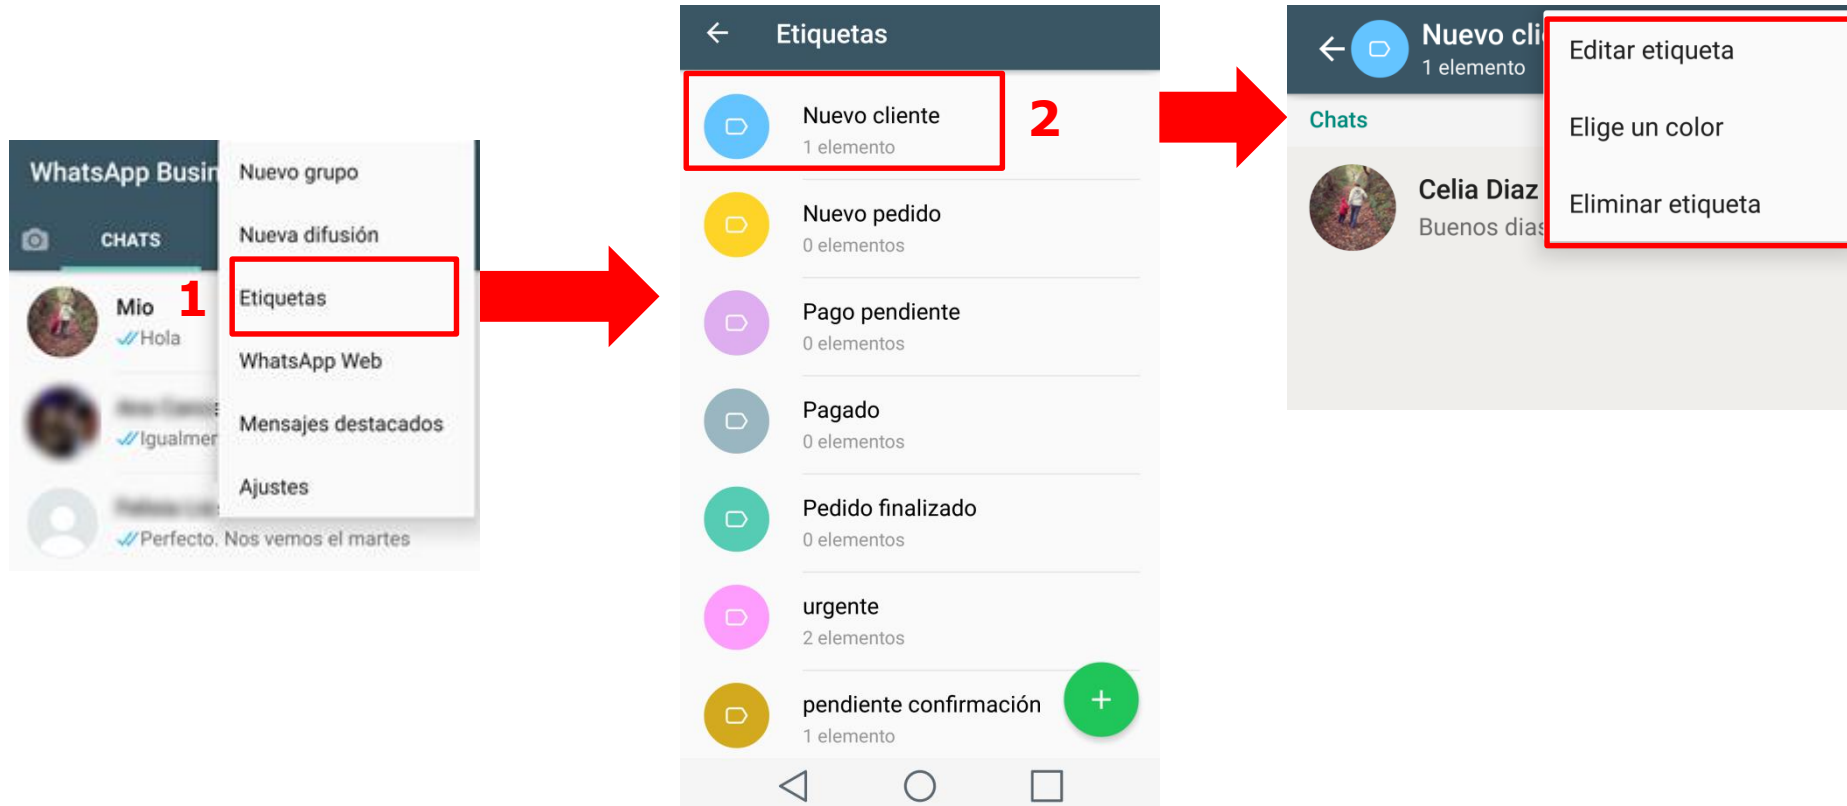 WhatsApp Busin
CHATS
Mio
Hola
Igualmer
Perfecto. Nos vemos el martes
1
Nuevo grupo
Nueva difusión
Etiquetas
WhatsApp Web
Mensajes destacados
Ajustes
Etiquetas
Nuevo cliente
1 elemento
2
Nuevo pedido
0 elementos
Pago pendiente
0 elementos
Pagado
0 elementos
Pedido finalizado
0 elementos
urgente
2 elementos
pendiente confirmación
1 elemento
+
Nuevo cli
1 elemento
Chats
Celia Diaz
Buenos dias
Editar etiqueta
Elige un color
Eliminar etiqueta